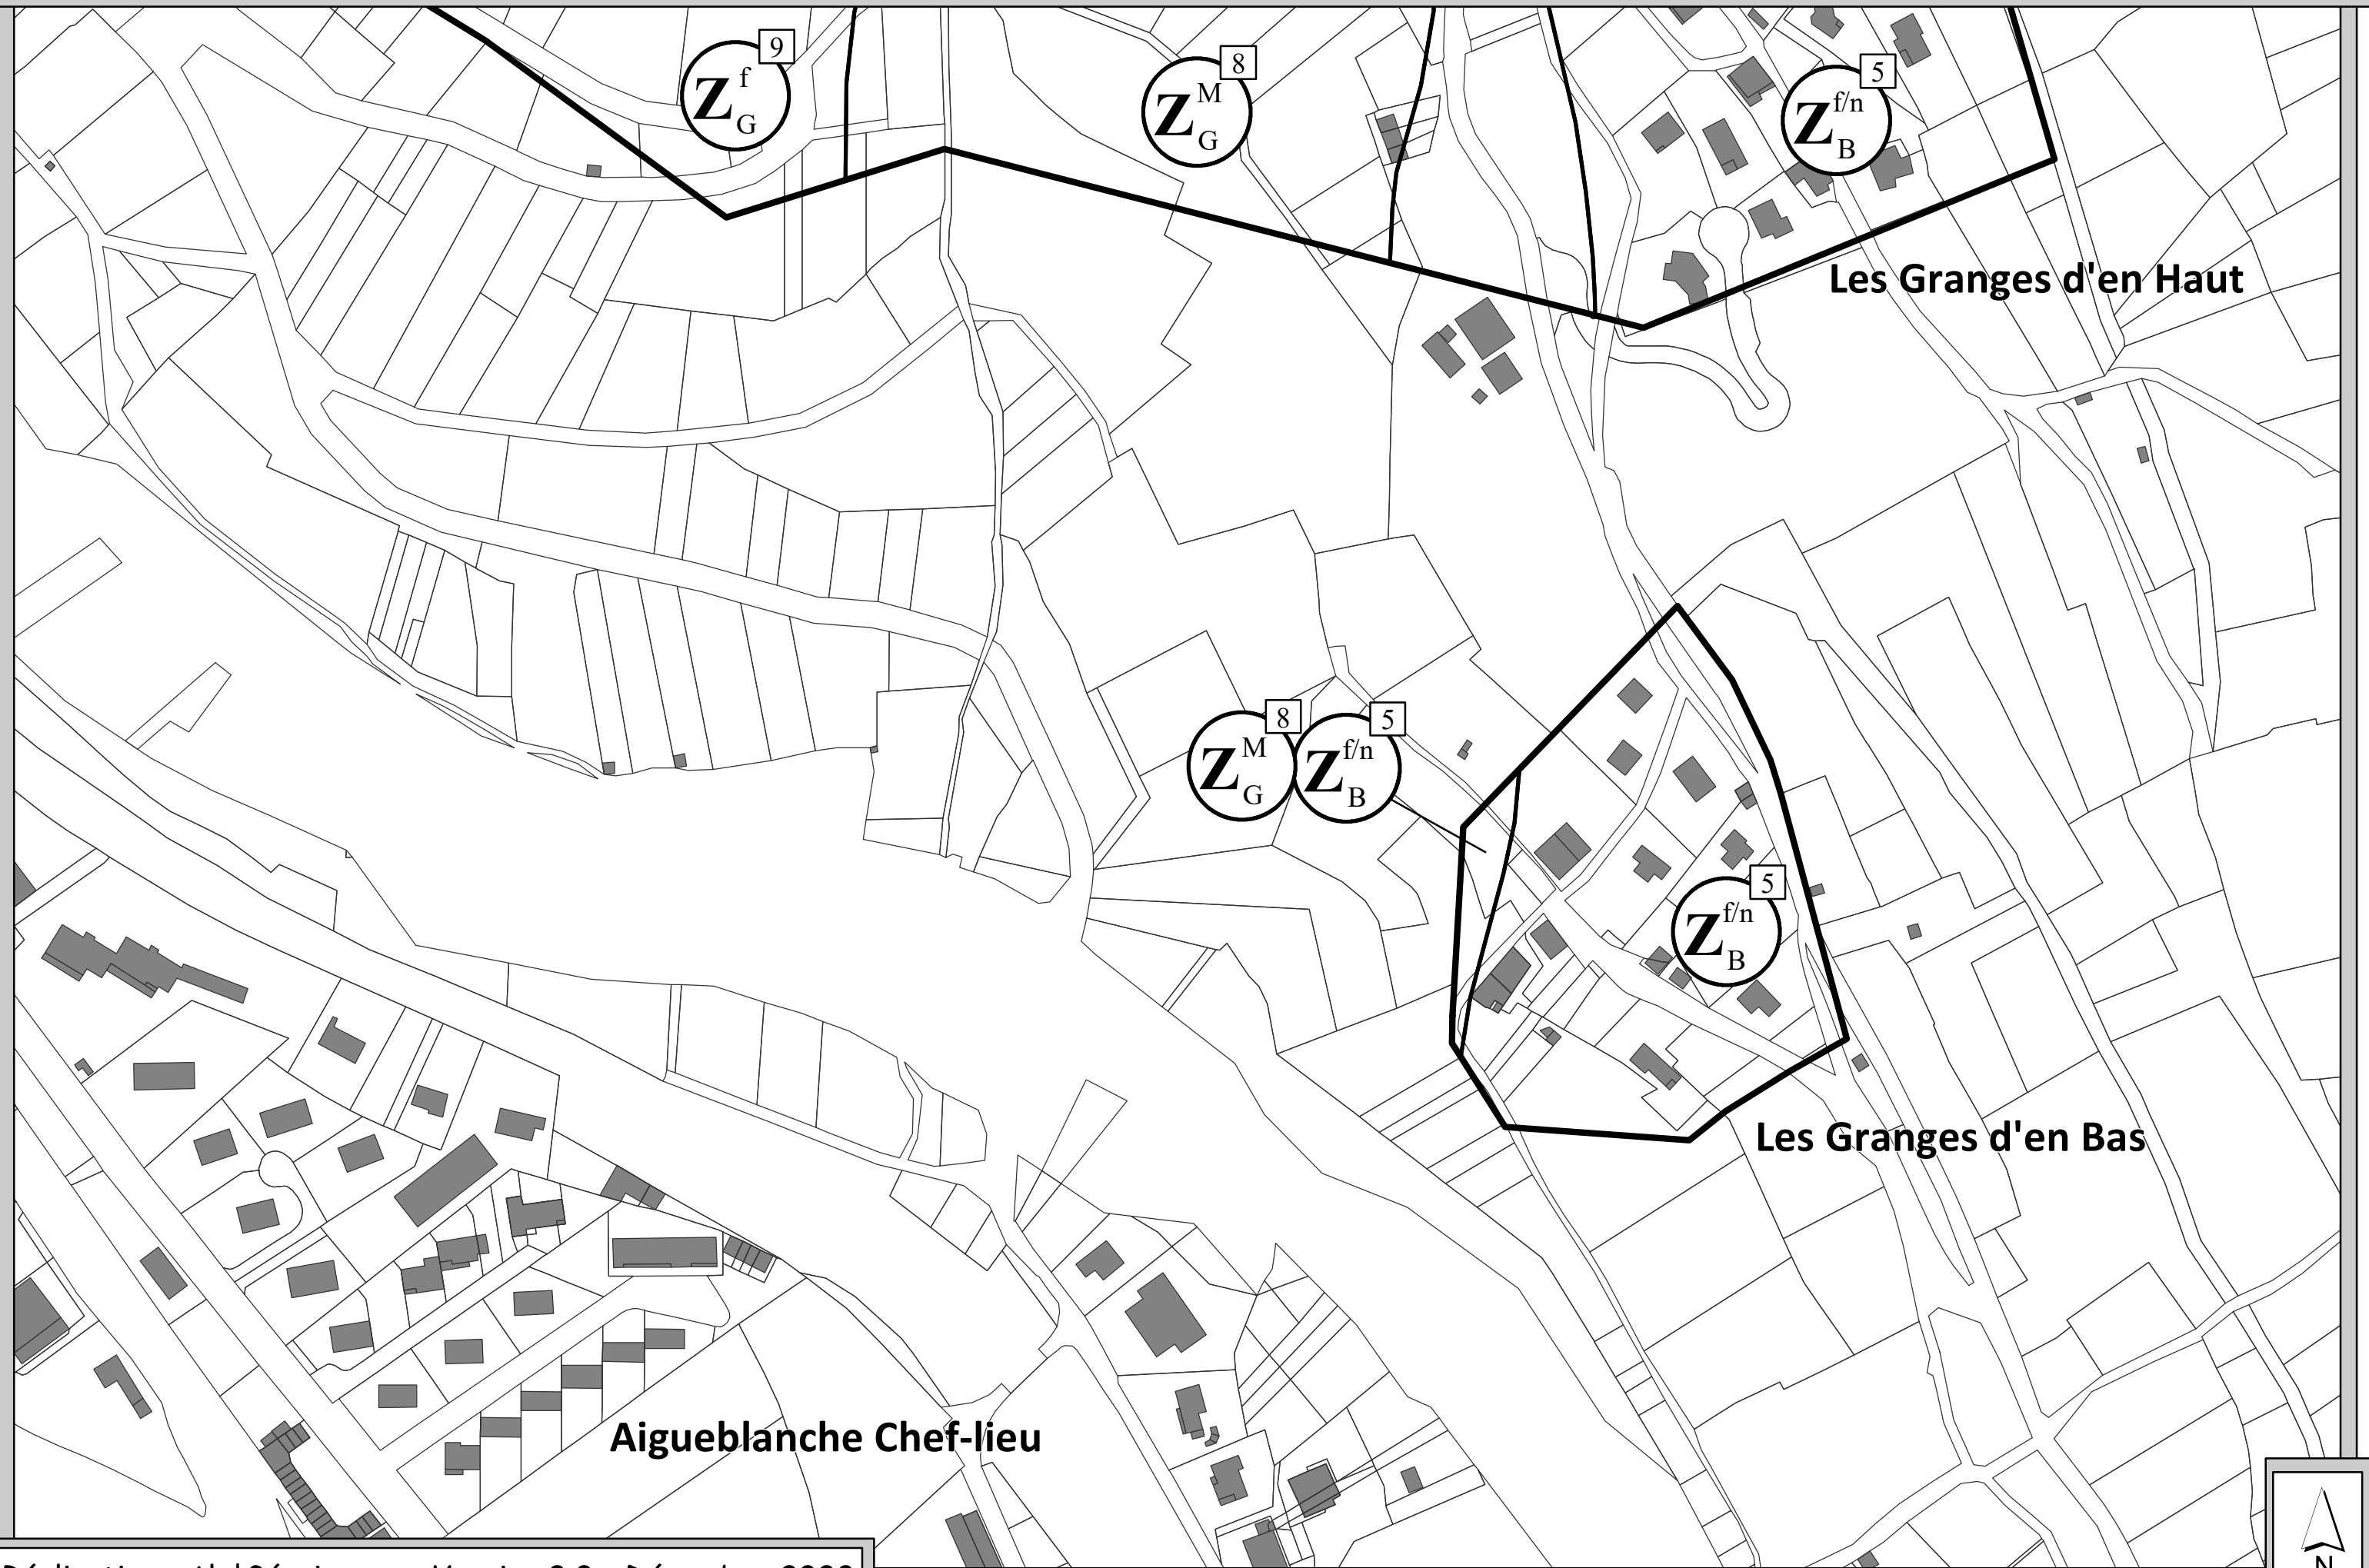 Z f G 9
Z M G 8
Z f/n B 5
Les Granges d'en Haut
Z M G 8
Z f/n B 5
Z f/n B 5
Les Granges d'en Bas
Aigueblanche Chef-lieu
N